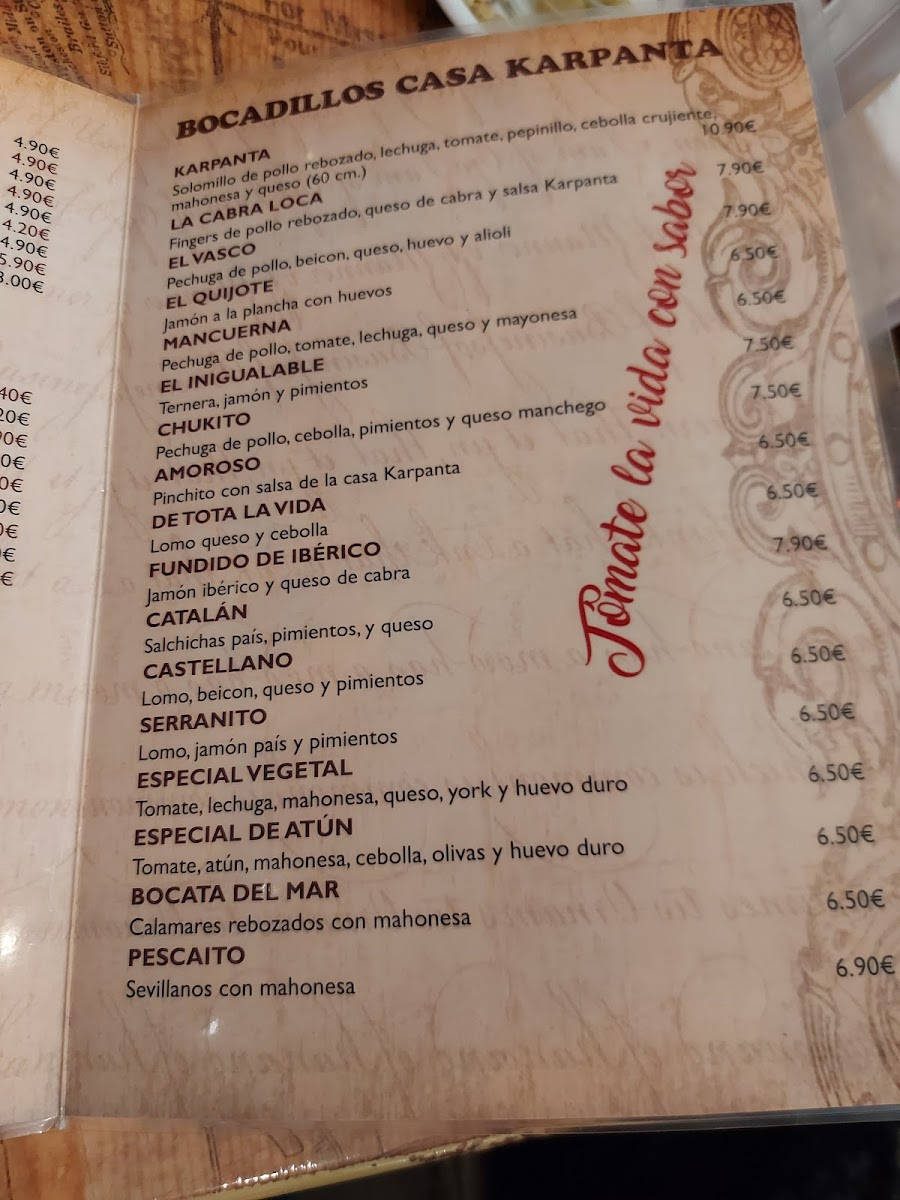 BOCADILLOS CASA KARPANTA
KARPANTA
Solomillo de pollo rebozado, lechuga, tomate, pepinillo, cebolla crujiente,
mahonesa y queso (60 cm.) 10.90€
LA CABRA LOCA
Fingers de pollo rebozado, queso de cabra y salsa Karpanta 7.90€
EL VASCO
Pechuga de pollo, beicon, queso, huevo y alioli 7.90€
EL QUIJOTE
Jamón a la plancha con huevos 6.50€
MANCUERNA
Pechuga de pollo, tomate, lechuga, queso y mayonesa 6.50€
EL INIGUALABLE
Ternera, jamón y pimientos 7.50€
CHUKITO
Pechuga de pollo, cebolla, pimientos y queso manchego 7.50€
AMOROSO
Pinchito con salsa de la casa Karpanta 6.50€
DE TOTA LA VIDA
Lomo queso y cebolla 6.50€
FUNDIDO DE IBÉRICO
Jamón ibérico y queso de cabra 7.90€
CATALÁN
Salchichas país, pimientos, y queso 6.50€
CASTELLANO
Lomo, beicon, queso y pimientos 6.50€
SERRANITO
Lomo, jamón país y pimientos 6.50€
ESPECIAL VEGETAL
Tomate, lechuga, mahonesa, queso, york y huevo duro 6.50€
ESPECIAL DE ATÚN
Tomate, atún, mahonesa, cebolla, olivas y huevo duro 6.50€
BOCATA DEL MAR
Calamares rebozados con mahonesa 6.50€
PESCAITO
Sevillanos con mahonesa 6.90€
Tómate la vida con sabor
4.90€
4.90€
4.90€
4.90€
4.90€
4.20€
4.90€
5.90€
3.00€
40€
20€
90€
0€
0€
0€
0€
€
€